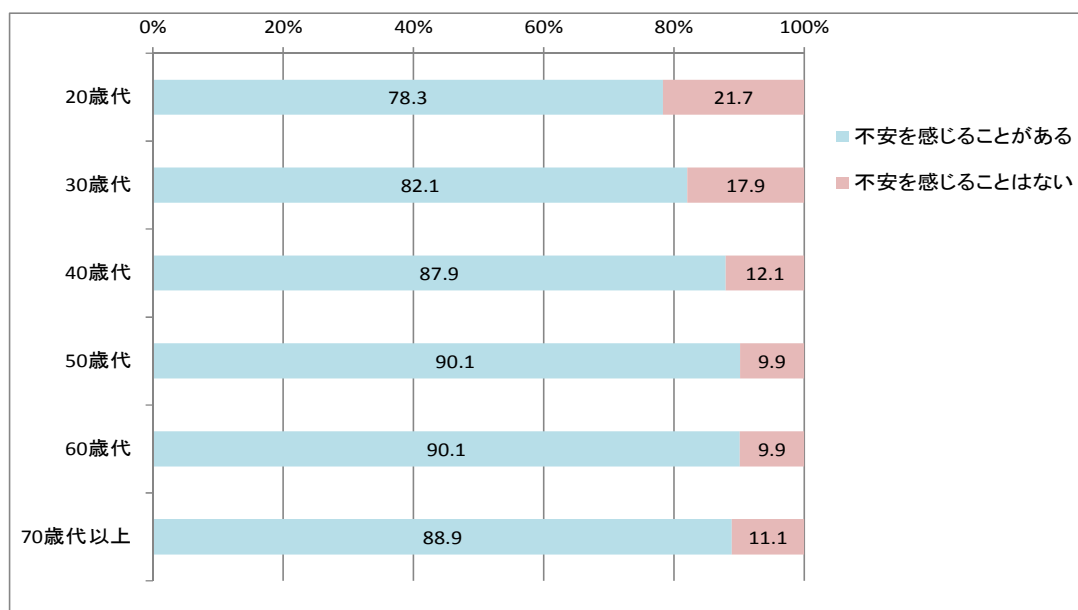 0% 20% 40% 60% 80% 100%
20歳代 78.3 21.7
30歳代 82.1 17.9
40歳代 87.9 12.1
50歳代 90.1 9.9
60歳代 90.1 9.9
70歳代以上 88.9 11.1
不安を感じることがある
不安を感じることはない